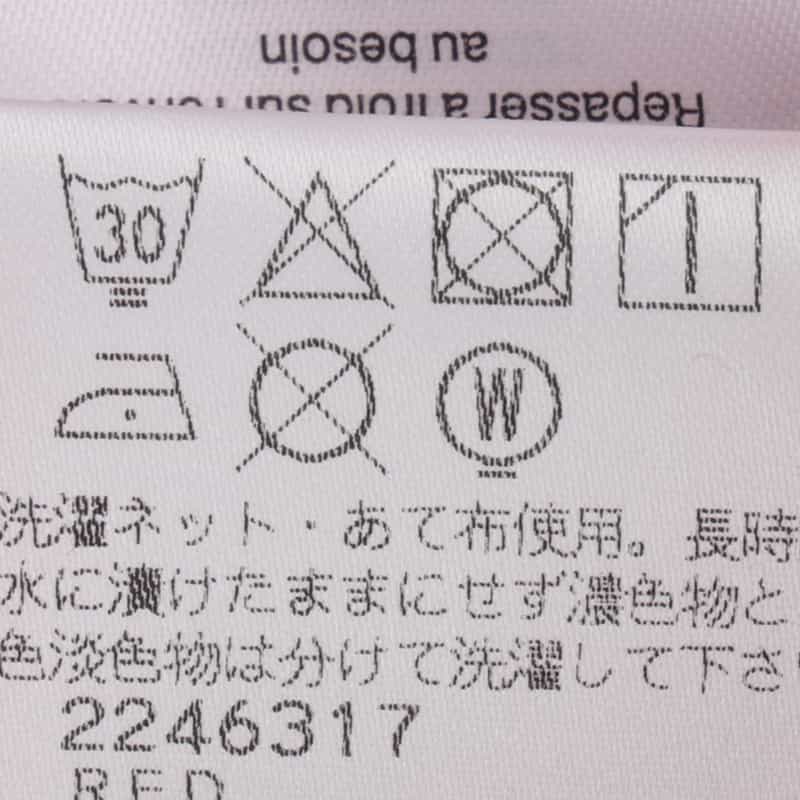 au besoin
Repasser à froid sur l'env
30
W
洗濯ネット・あて布使用。長時
水に漬けたままにせず濃色物と
色淡色物は分けて洗濯して下さ
2246317
RED